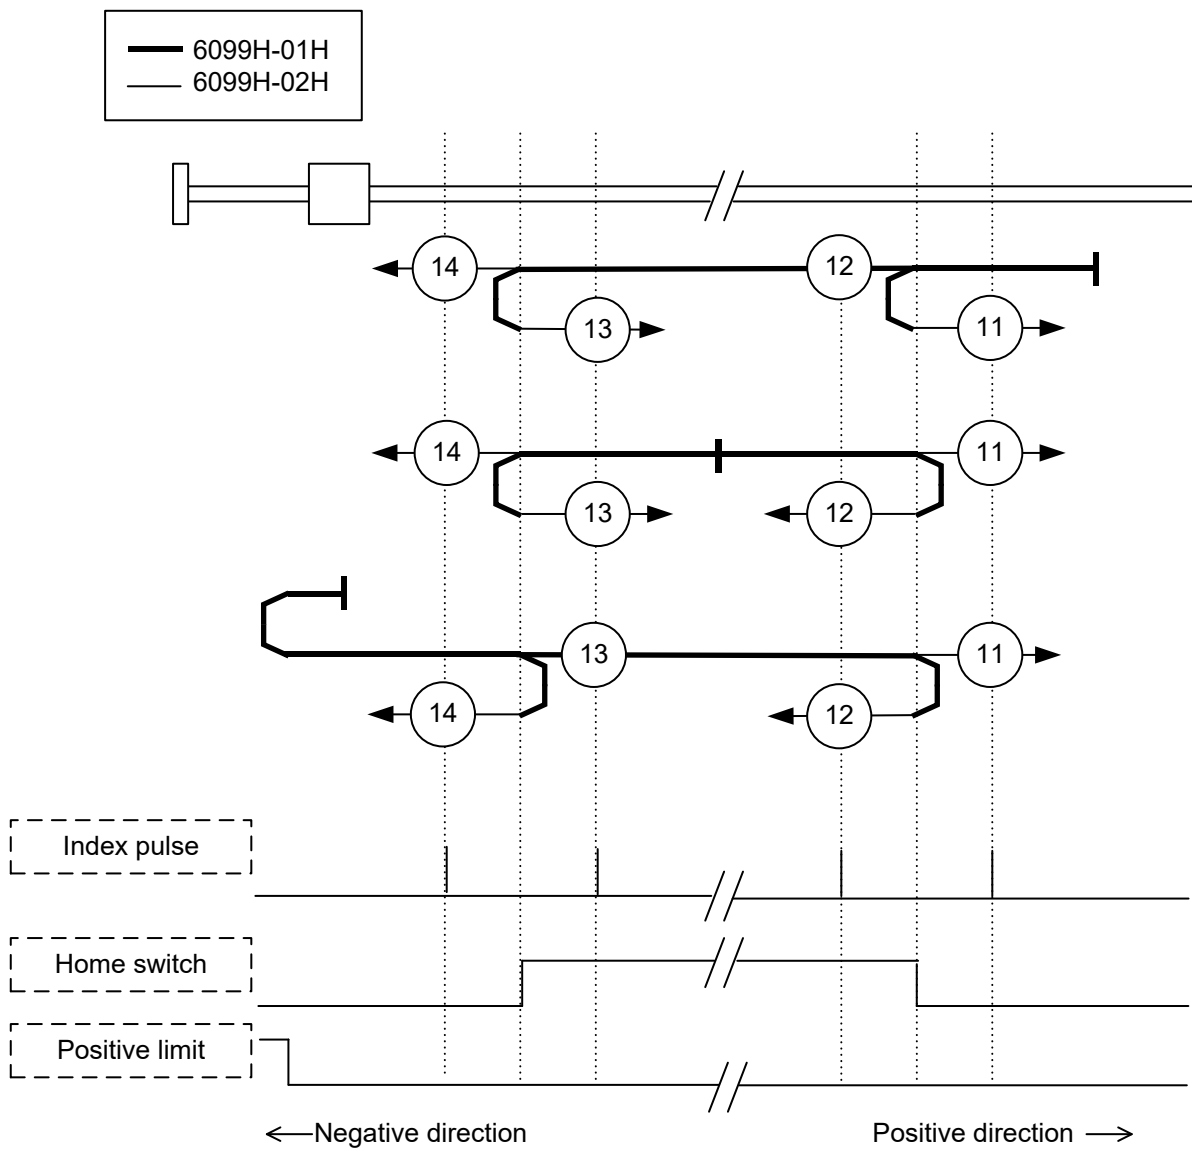 6099H-01H
6099H-02H
14
12
13
11
14
11
13
12
13
11
14
12
Index pulse
Home switch
Positive limit
Negative direction
Positive direction